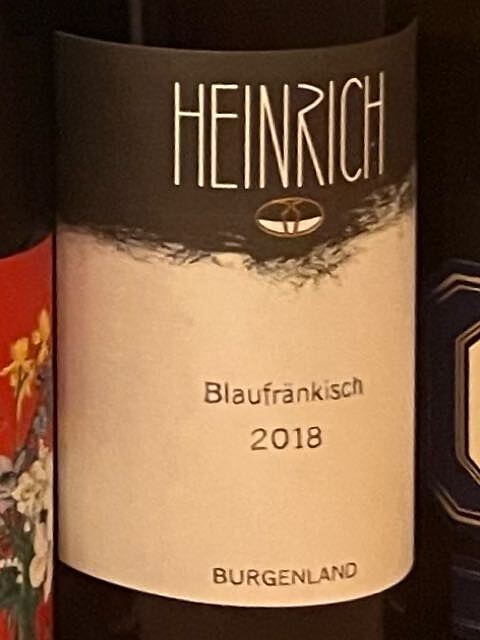 HEINRICH
Blaufränkisch
2018
BURGENLAND